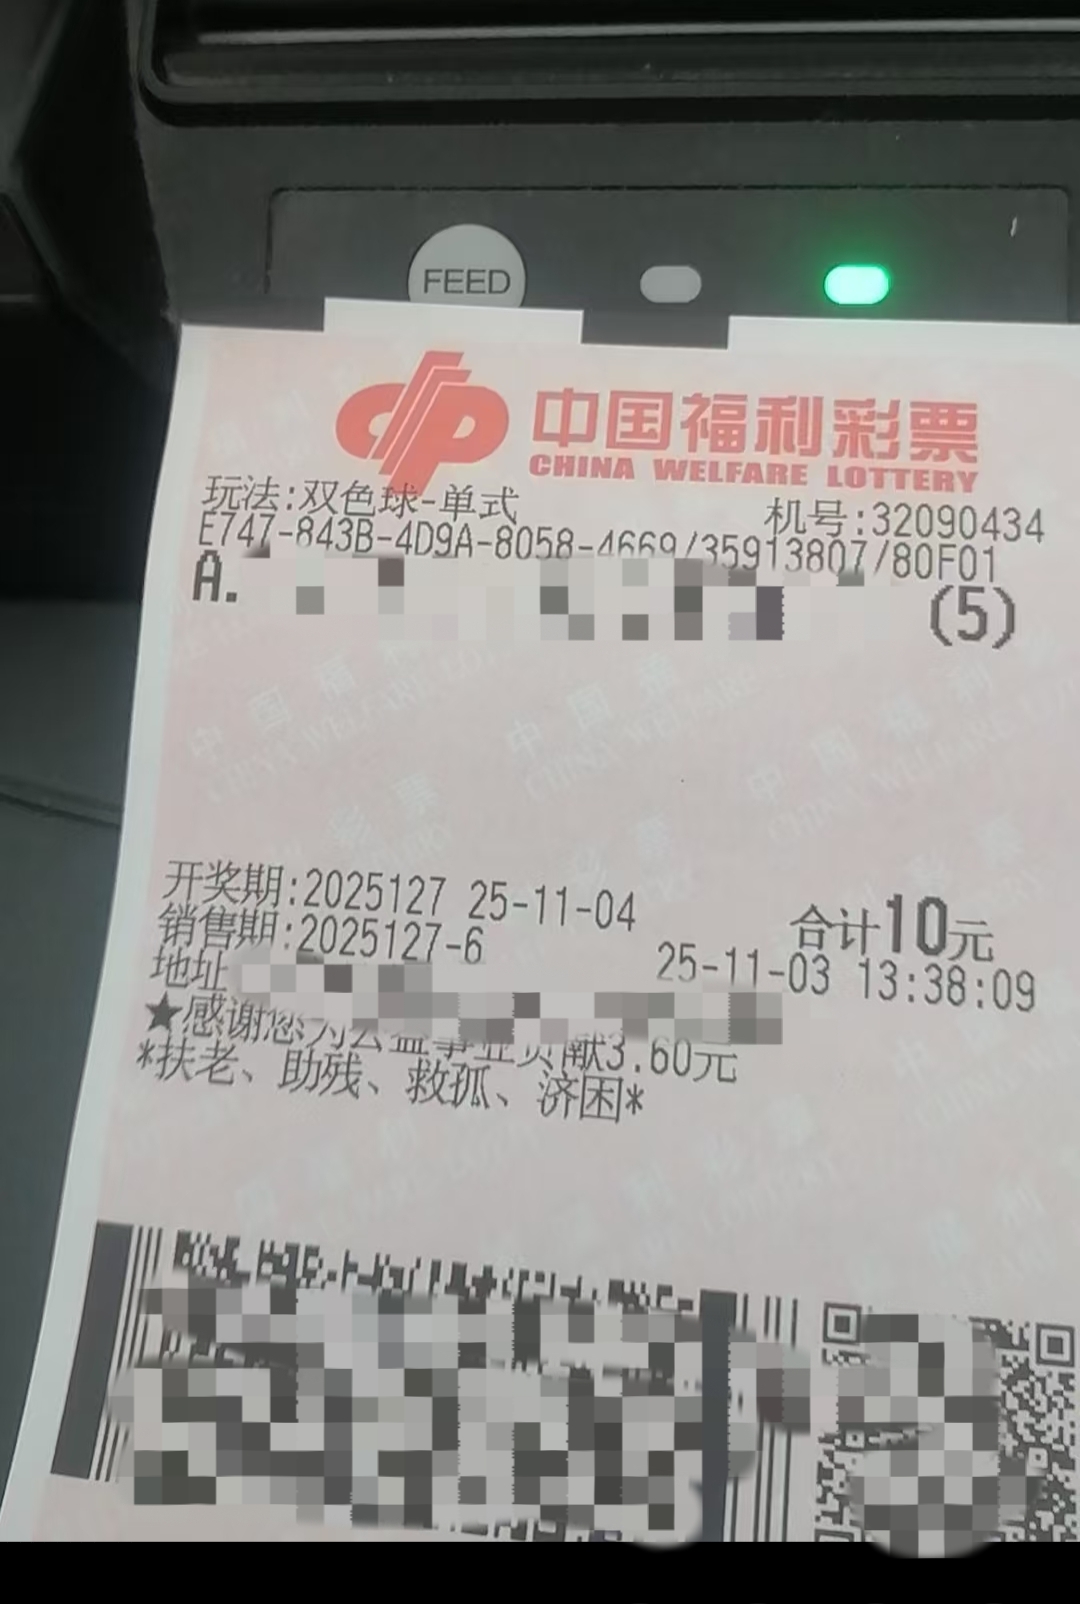 FEED
中国福利彩票
CHINA WELFARE LOTTERY
玩法:双色球-单式
机号:32090434
E747-843B-4D9A-8058-4669/35913807/80F01
A.
(5)
开奖期:2025127 25-11-04
合计10元
销售期:2025127-6
25-11-03 13:38:09
地址
★感谢您为公益事业贡献3.60元
*扶老、助残、救孤、济困*